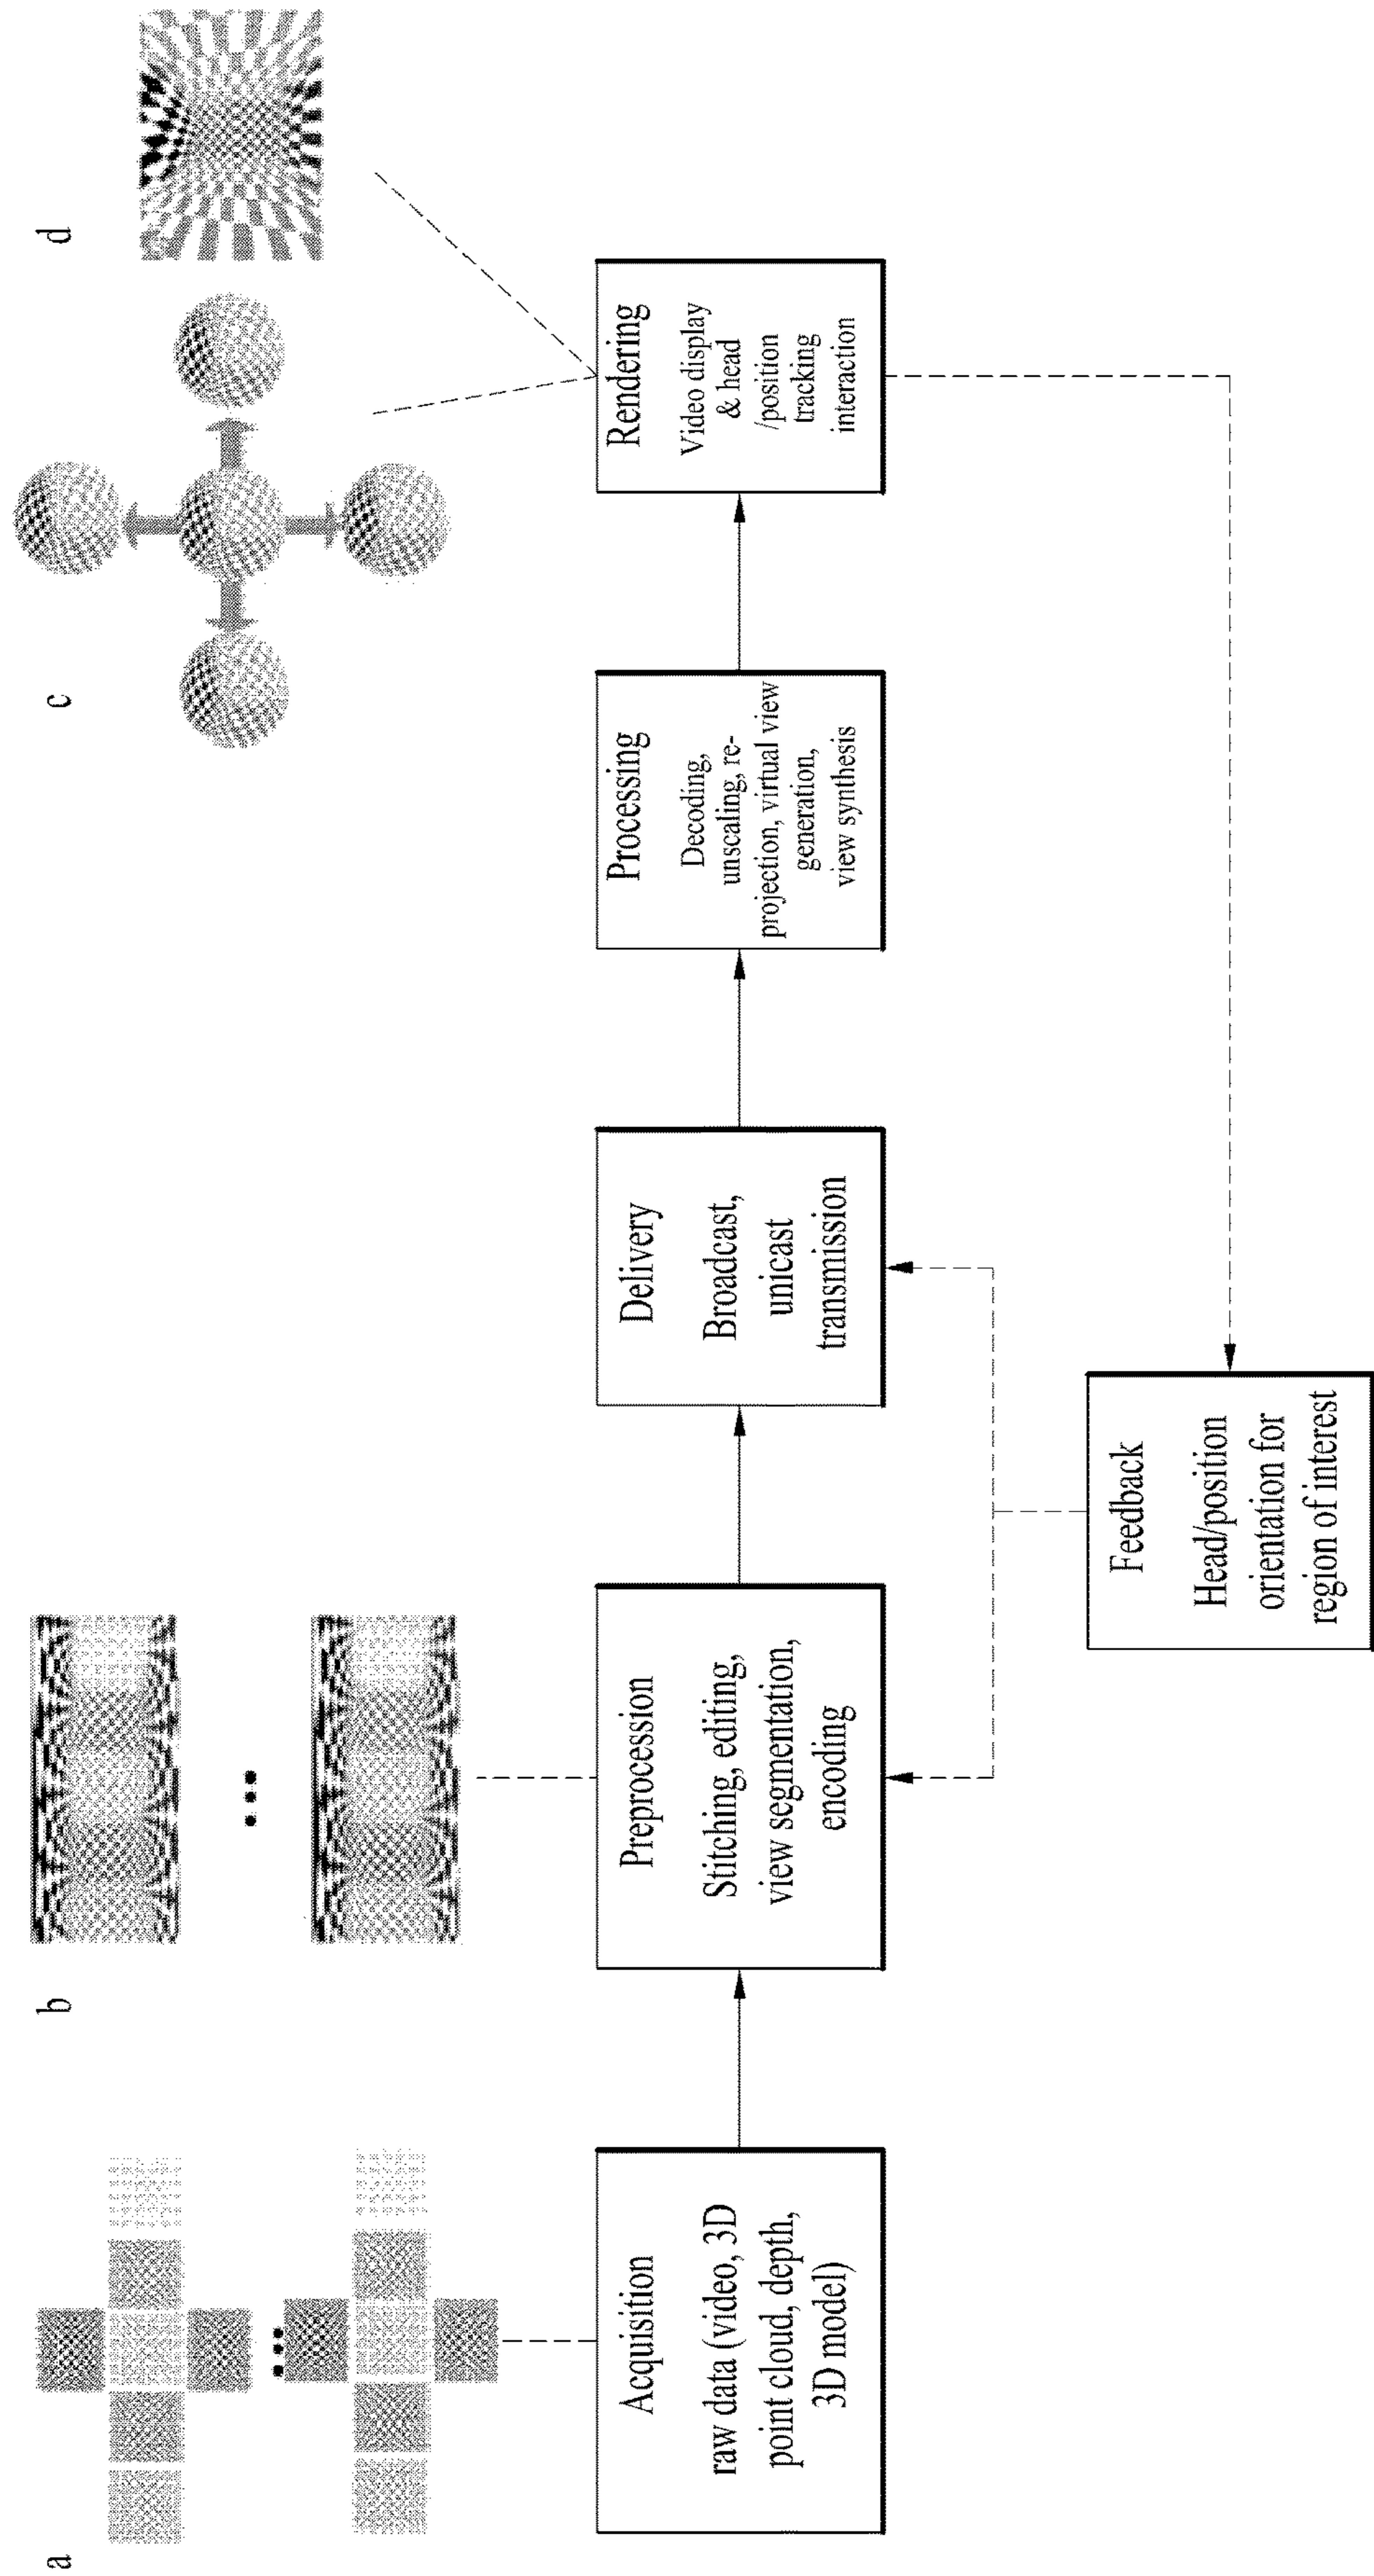 a
b
c
d
Acquisition
raw data (video, 3D
point cloud, depth,
3D model)
Preprocession
Stitching, editing,
view segmentation,
encoding
Delivery
Broadcast,
unicast
transmission
Processing
Decoding,
unscaling, re-
projection, virtual view
generation,
view synthesis
Rendering
Video display
& head
/position
tracking
interaction
Feedback
Head/position
orientation for
region of interest